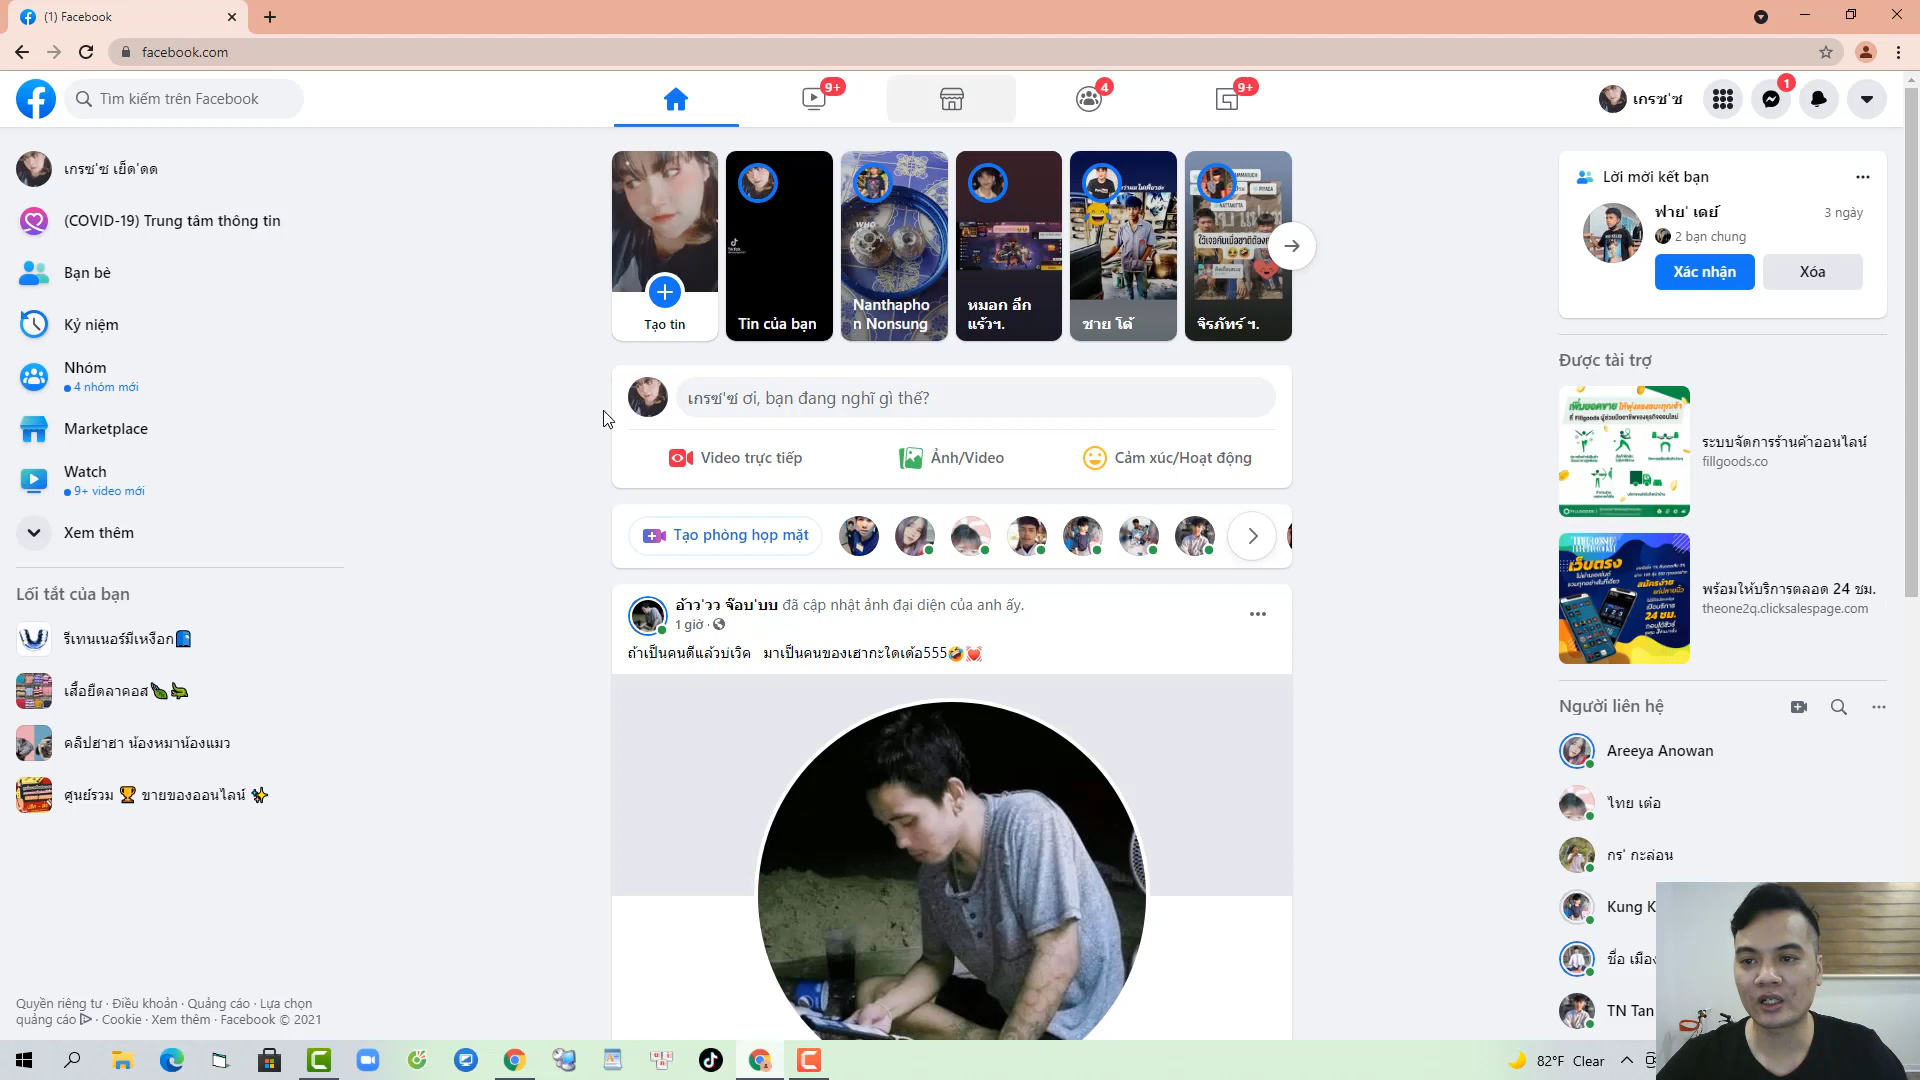 (1) Facebook
facebook.com
Tìm kiếm trên Facebook
9+
4
9+
เกรซ'ซ
1
เกรซ'ซ เย็ด'ดด
(COVID-19) Trung tâm thông tin
Bạn bè
Kỷ niệm
Nhóm
4 nhóm mới
Marketplace
Watch
9+ video mới
Xem thêm
Lối tắt của bạn
รีเทนเนอร์มีเหงือก
เสื้อยืดลาคอส
คลิปฮาฮา น้องหมาน้องแมว
ศูนย์รวม 🏆 ขายของออนไลน์ ✨
Quyền riêng tư · Điều khoản · Quảng cáo · Lựa chọn
quảng cáo · Cookie · Xem thêm · Facebook © 2021
Tạo tin
Tin của bạn
Nanthapho
n Nonsung
หมอก อีก
แร้วฯ.
ชาย โด้
จิรภัทร์ ฯ.
เกรซ'ซ ơi, bạn đang nghĩ gì thế?
Video trực tiếp
Ảnh/Video
Cảm xúc/Hoạt động
Tạo phòng họp mặt
อ้าว'วว จ๊อบ'บบ đã cập nhật ảnh đại diện của anh ấy.
1 giờ ·
ถ้าเป็นคนดีแล้วบ่เวิค มาเป็นคนของเฮากะใดเด้อ555🤣💓
Lời mời kết bạn
ฟาย' เดย์
3 ngày
2 bạn chung
Xác nhận
Xóa
Được tài trợ
ระบบจัดการร้านค้าออนไลน์
fillgoods.co
เว็บตรง
พร้อมให้บริการตลอด 24 ชม.
theone2q.clicksalespage.com
Người liên hệ
Areeya Anowan
ไทย เต๋อ
กร' กะล่อน
Kung K
ชื่อ เมือง
TN Tan
82°F Clear